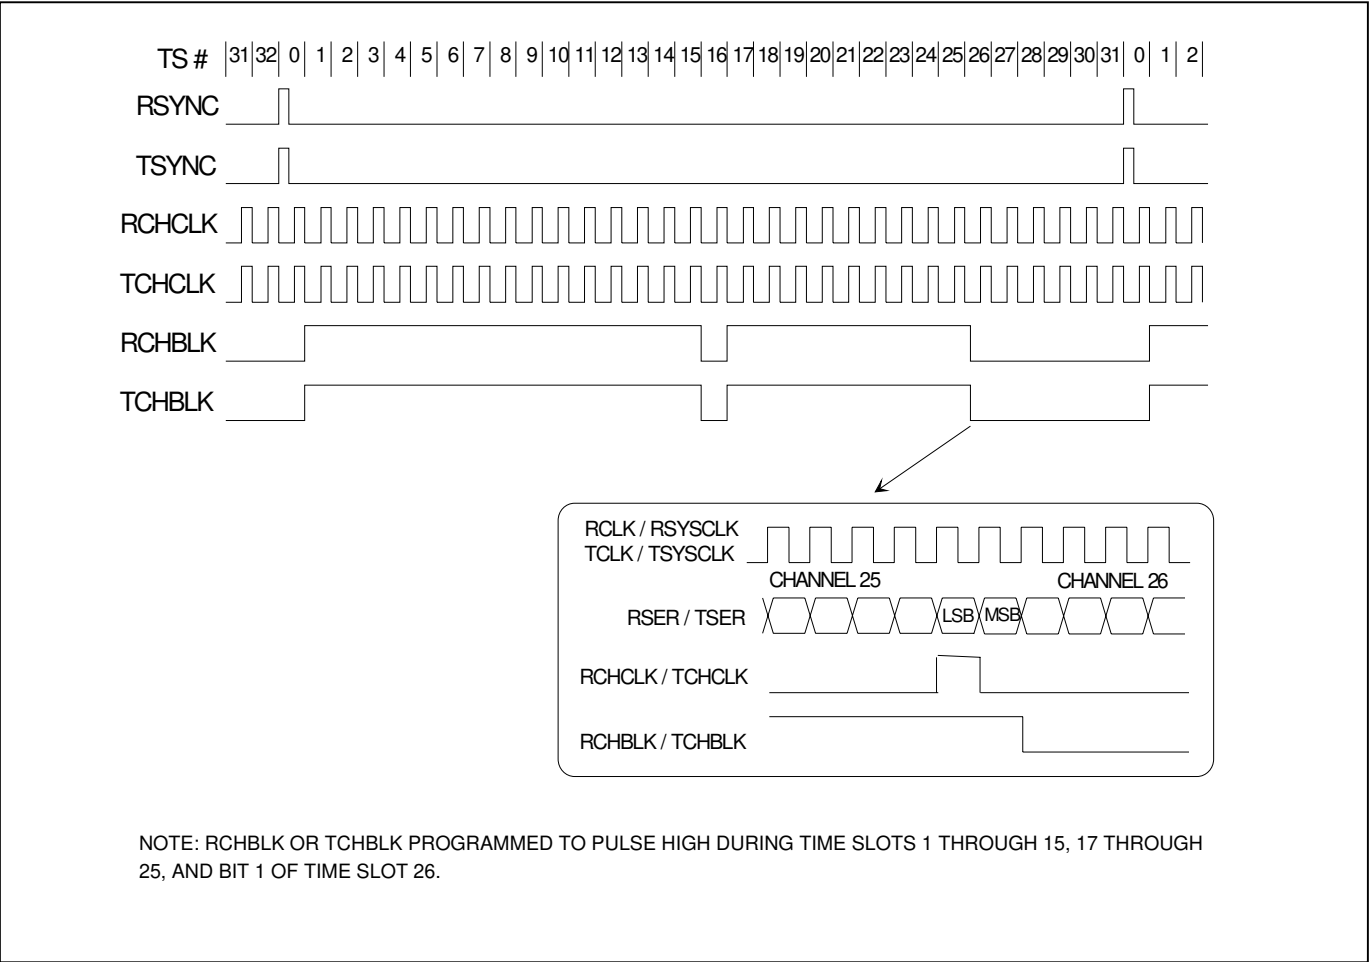 TS # 31 32 0 1 2 3 4 5 6 7 8 9 10 11 12 13 14 15 16 17 18 19 20 21 22 23 24 25 26 27 28 29 30 31 0 1 2
RSYNC
TSYNC
RCHCLK
TCHCLK
RCHBLK
TCHBLK
RCLK / RSYSCLK
TCLK / TSYSCLK
CHANNEL 25 CHANNEL 26
RSER / TSER LSB MSB
RCHCLK / TCHCLK
RCHBLK / TCHBLK
NOTE: RCHBLK OR TCHBLK PROGRAMMED TO PULSE HIGH DURING TIME SLOTS 1 THROUGH 15, 17 THROUGH
25, AND BIT 1 OF TIME SLOT 26.